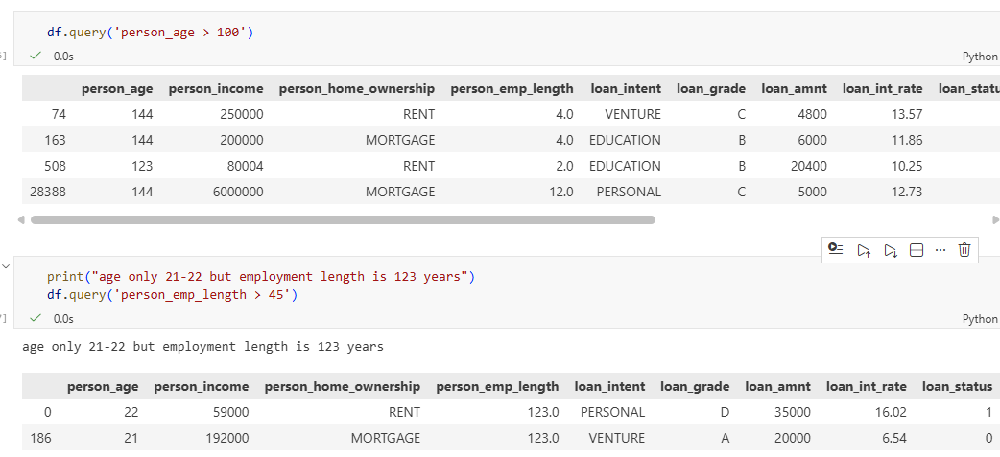 df.query('person_age > 100')
0.0s
Python
person_age person_income person_home_ownership person_emp_length loan_intent loan_grade loan_amnt loan_int_rate loan_statu
74 144 250000 RENT 4.0 VENTURE C 4800 13.57
163 144 200000 MORTGAGE 4.0 EDUCATION B 6000 11.86
508 123 80004 RENT 2.0 EDUCATION B 20400 10.25
28388 144 6000000 MORTGAGE 12.0 PERSONAL C 5000 12.73
print("age only 21-22 but employment length is 123 years")
df.query('person_emp_length > 45')
0.0s
Python
age only 21-22 but employment length is 123 years
person_age person_income person_home_ownership person_emp_length loan_intent loan_grade loan_amnt loan_int_rate loan_status
0 22 59000 RENT 123.0 PERSONAL D 35000 16.02 1
186 21 192000 MORTGAGE 123.0 VENTURE A 20000 6.54 0